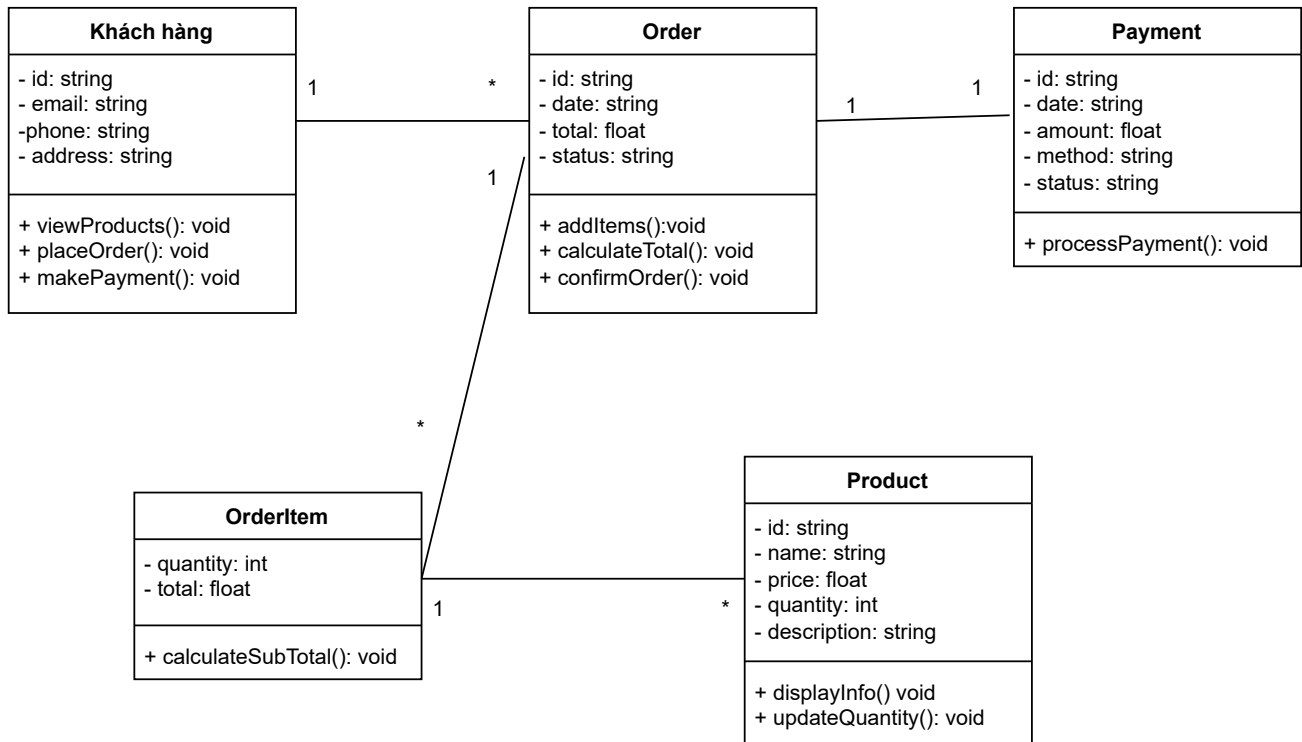 Khách hàng
- id: string
- email: string
-phone: string
- address: string
+ viewProducts(): void
+ placeOrder(): void
+ makePayment(): void
1
*
Order
- id: string
- date: string
- total: float
- status: string
+ addItems():void
+ calculateTotal(): void
+ confirmOrder(): void
1
1
Payment
- id: string
- date: string
- amount: float
- method: string
- status: string
+ processPayment(): void
1
*
OrderItem
- quantity: int
- total: float
+ calculateSubTotal(): void
1
*
Product
- id: string
- name: string
- price: float
- quantity: int
- description: string
+ displayInfo() void
+ updateQuantity(): void